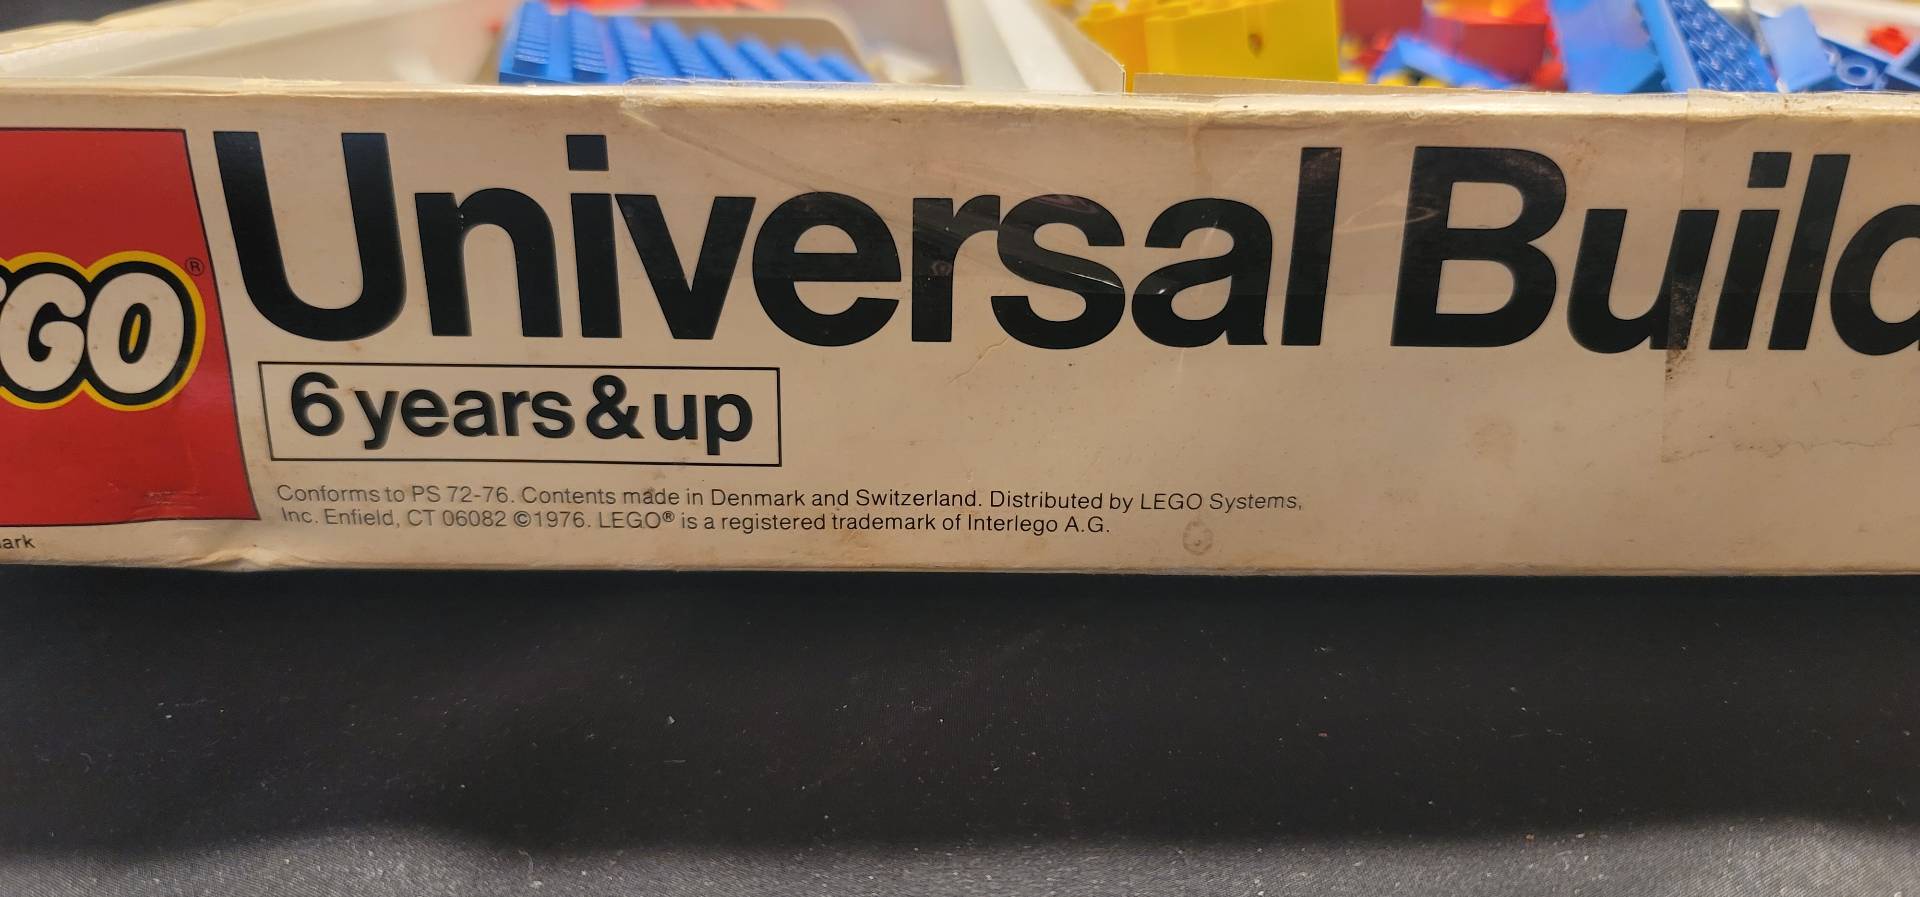 GO®
Universal Build
6 years & up
Conforms to PS 72-76. Contents made in Denmark and Switzerland. Distributed by LEGO Systems,
Inc. Enfield, CT 06082 ©1976. LEGO® is a registered trademark of Interlego A.G.
ark